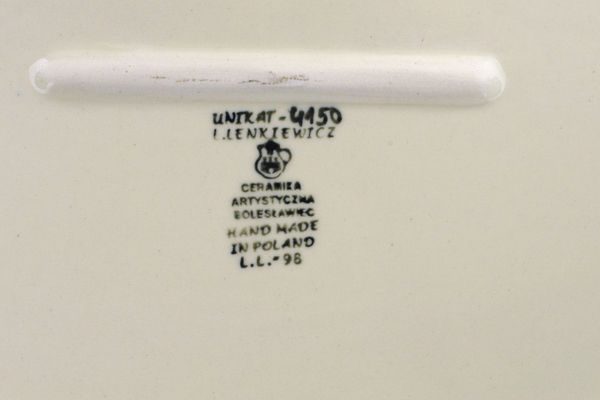 UNIKAT-4150
L.LENKIEWICZ
CERAMIKA
ARTYSTYCZNA
BOLESŁAWIEC
HAND MADE
IN POLAND
L.L.-98